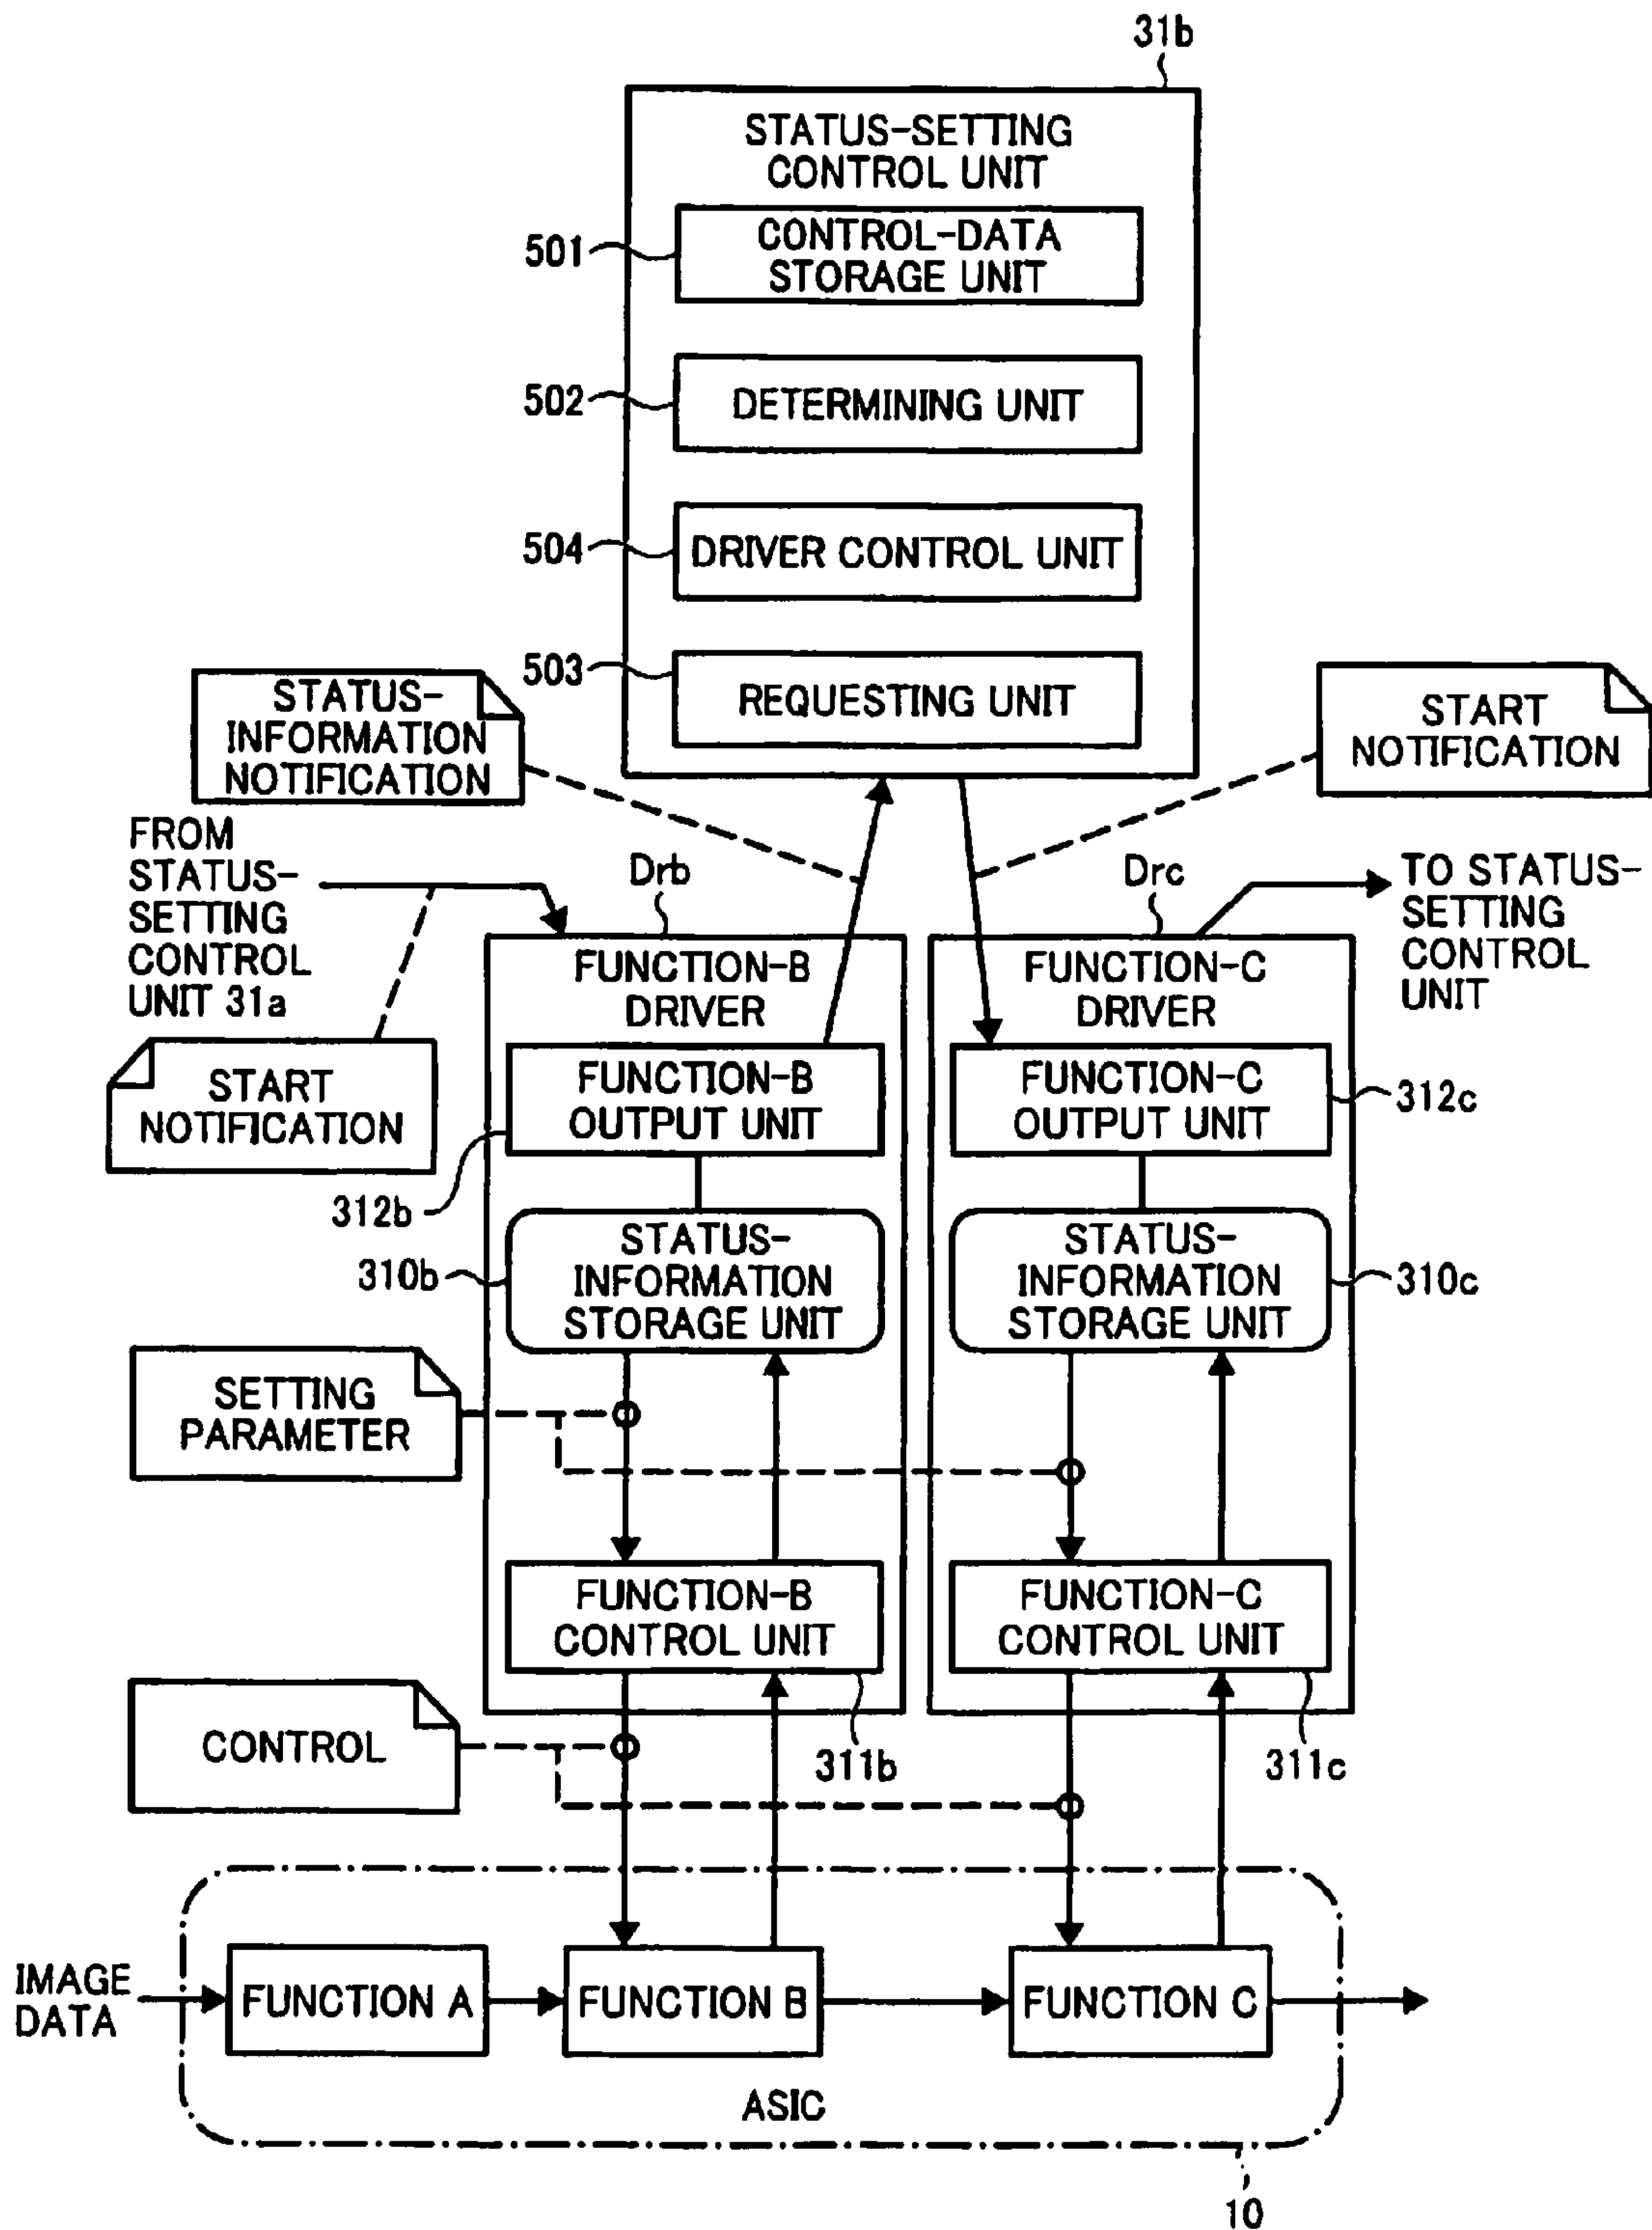 31b
STATUS-SETTING
CONTROL UNIT
501
CONTROL-DATA
STORAGE UNIT
502
DETERMINING UNIT
504
DRIVER CONTROL UNIT
503
REQUESTING UNIT
STATUS-
INFORMATION
NOTIFICATION
START
NOTIFICATION
FROM
STATUS-
SETTING
CONTROL
UNIT 31a
Drb
Drc
TO STATUS-
SETTING
CONTROL
UNIT
FUNCTION-B
DRIVER
FUNCTION-C
DRIVER
START
NOTIFICATION
FUNCTION-B
OUTPUT UNIT
FUNCTION-C
OUTPUT UNIT
312c
312b
STATUS-
INFORMATION
STORAGE UNIT
310b
STATUS-
INFORMATION
STORAGE UNIT
310c
SETTING
PARAMETER
FUNCTION-B
CONTROL UNIT
FUNCTION-C
CONTROL UNIT
CONTROL
311b
311c
IMAGE
DATA
FUNCTION A
FUNCTION B
FUNCTION C
ASIC
10